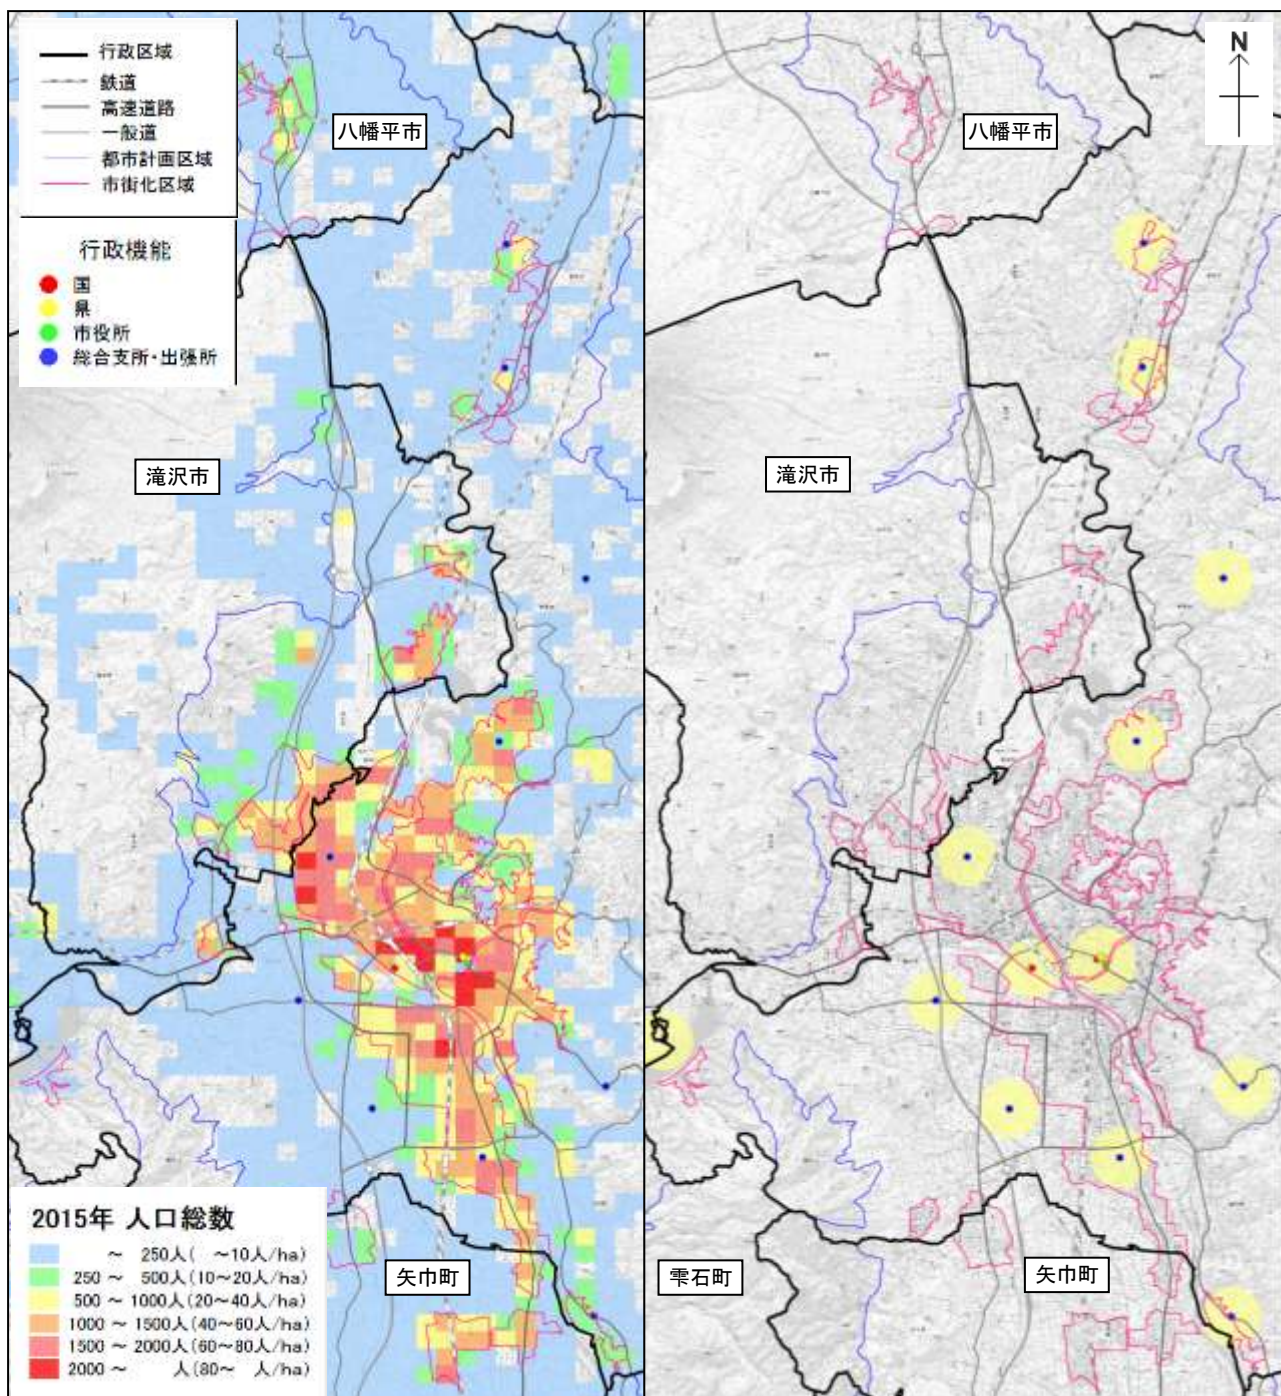 行政区域
鉄道
高速道路
一般道
都市計画区域
市街化区域
行政機能
国
県
市役所
総合支所・出張所
八幡平市
滝沢市
矢巾町
2015年 人口総数
～ 250人( ～10人/ha)
250 ～ 500人(10～20人/ha)
500 ～ 1000人(20～40人/ha)
1000 ～ 1500人(40～60人/ha)
1500 ～ 2000人(60～80人/ha)
2000 ～ 人(80～ 人/ha)
八幡平市
N
滝沢市
雫石町
矢巾町